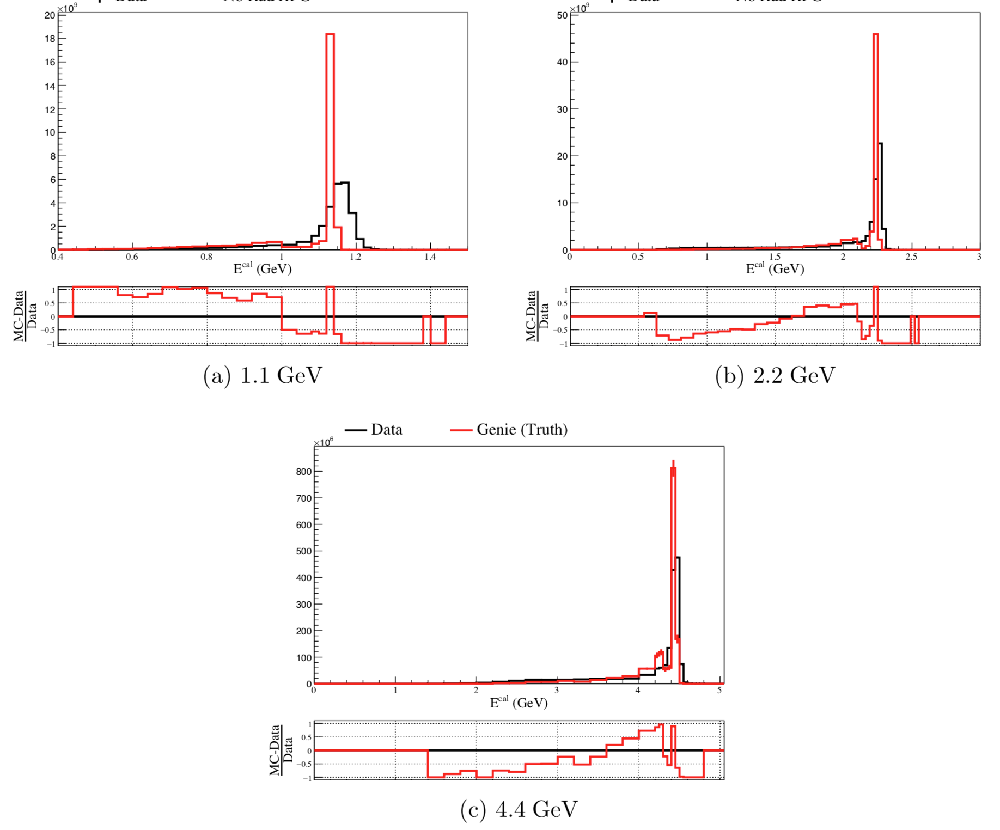 Data
×10⁹
20
18
16
14
12
10
8
6
4
2
0
0.4 0.6 0.8 1 1.2 1.4
E^cal (GeV)
MC-Data
Data
1
0.5
0
−0.5
−1
(a) 1.1 GeV
Data
×10⁹
50
40
30
20
10
0
0 0.5 1 1.5 2 2.5 3
E^cal (GeV)
MC-Data
Data
1
0.5
0
−0.5
−1
(b) 2.2 GeV
Data Genie (Truth)
×10⁶
800
700
600
500
400
300
200
100
0
0 1 2 3 4 5
E^cal (GeV)
MC-Data
Data
1
0.5
0
−0.5
−1
(c) 4.4 GeV